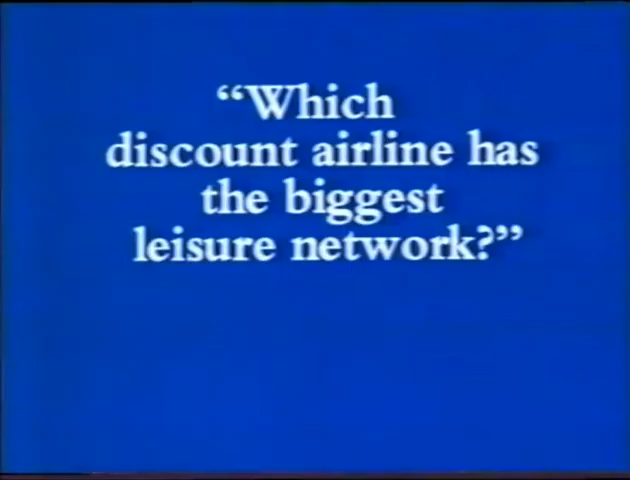 “Which
discount airline has
the biggest
leisure network?”